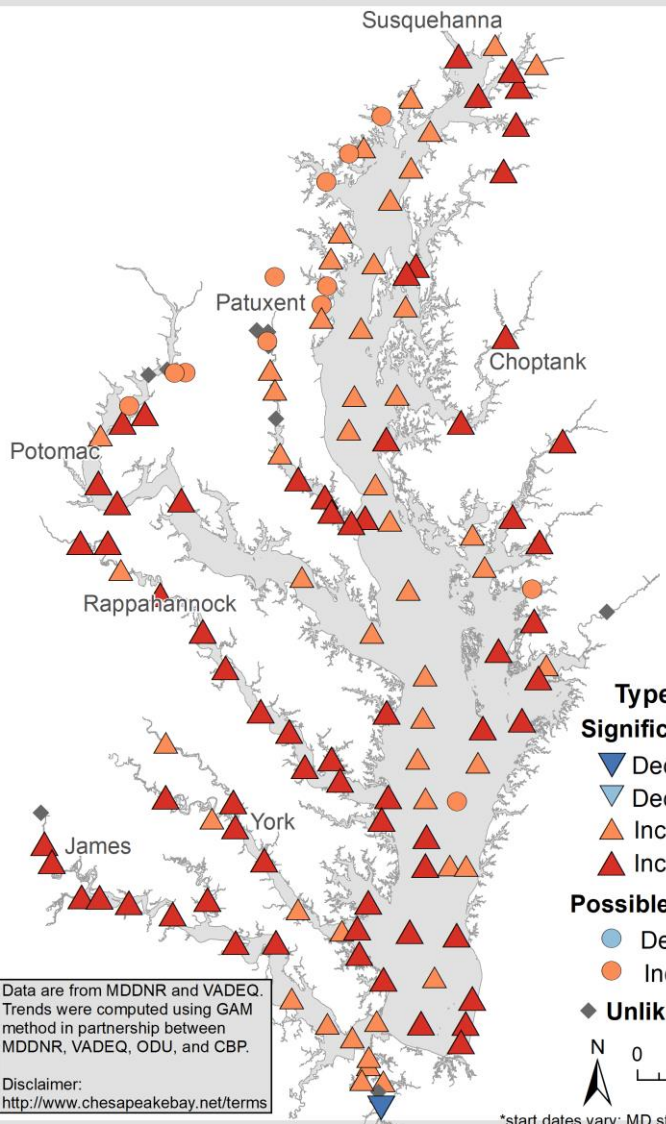 Susquehanna
Patuxent
Choptank
Potomac
Rappahannock
York
James
Type
Signific
Dec
Dec
Inc
Inc
Possible
De
Inc
Unlik
N
0
Data are from MDDNR and VADEQ.
Trends were computed using GAM
method in partnership between
MDDNR, VADEQ, ODU, and CBP.
Disclaimer:
http://www.chesapeakebay.net/terms
*start dates vary: MD st